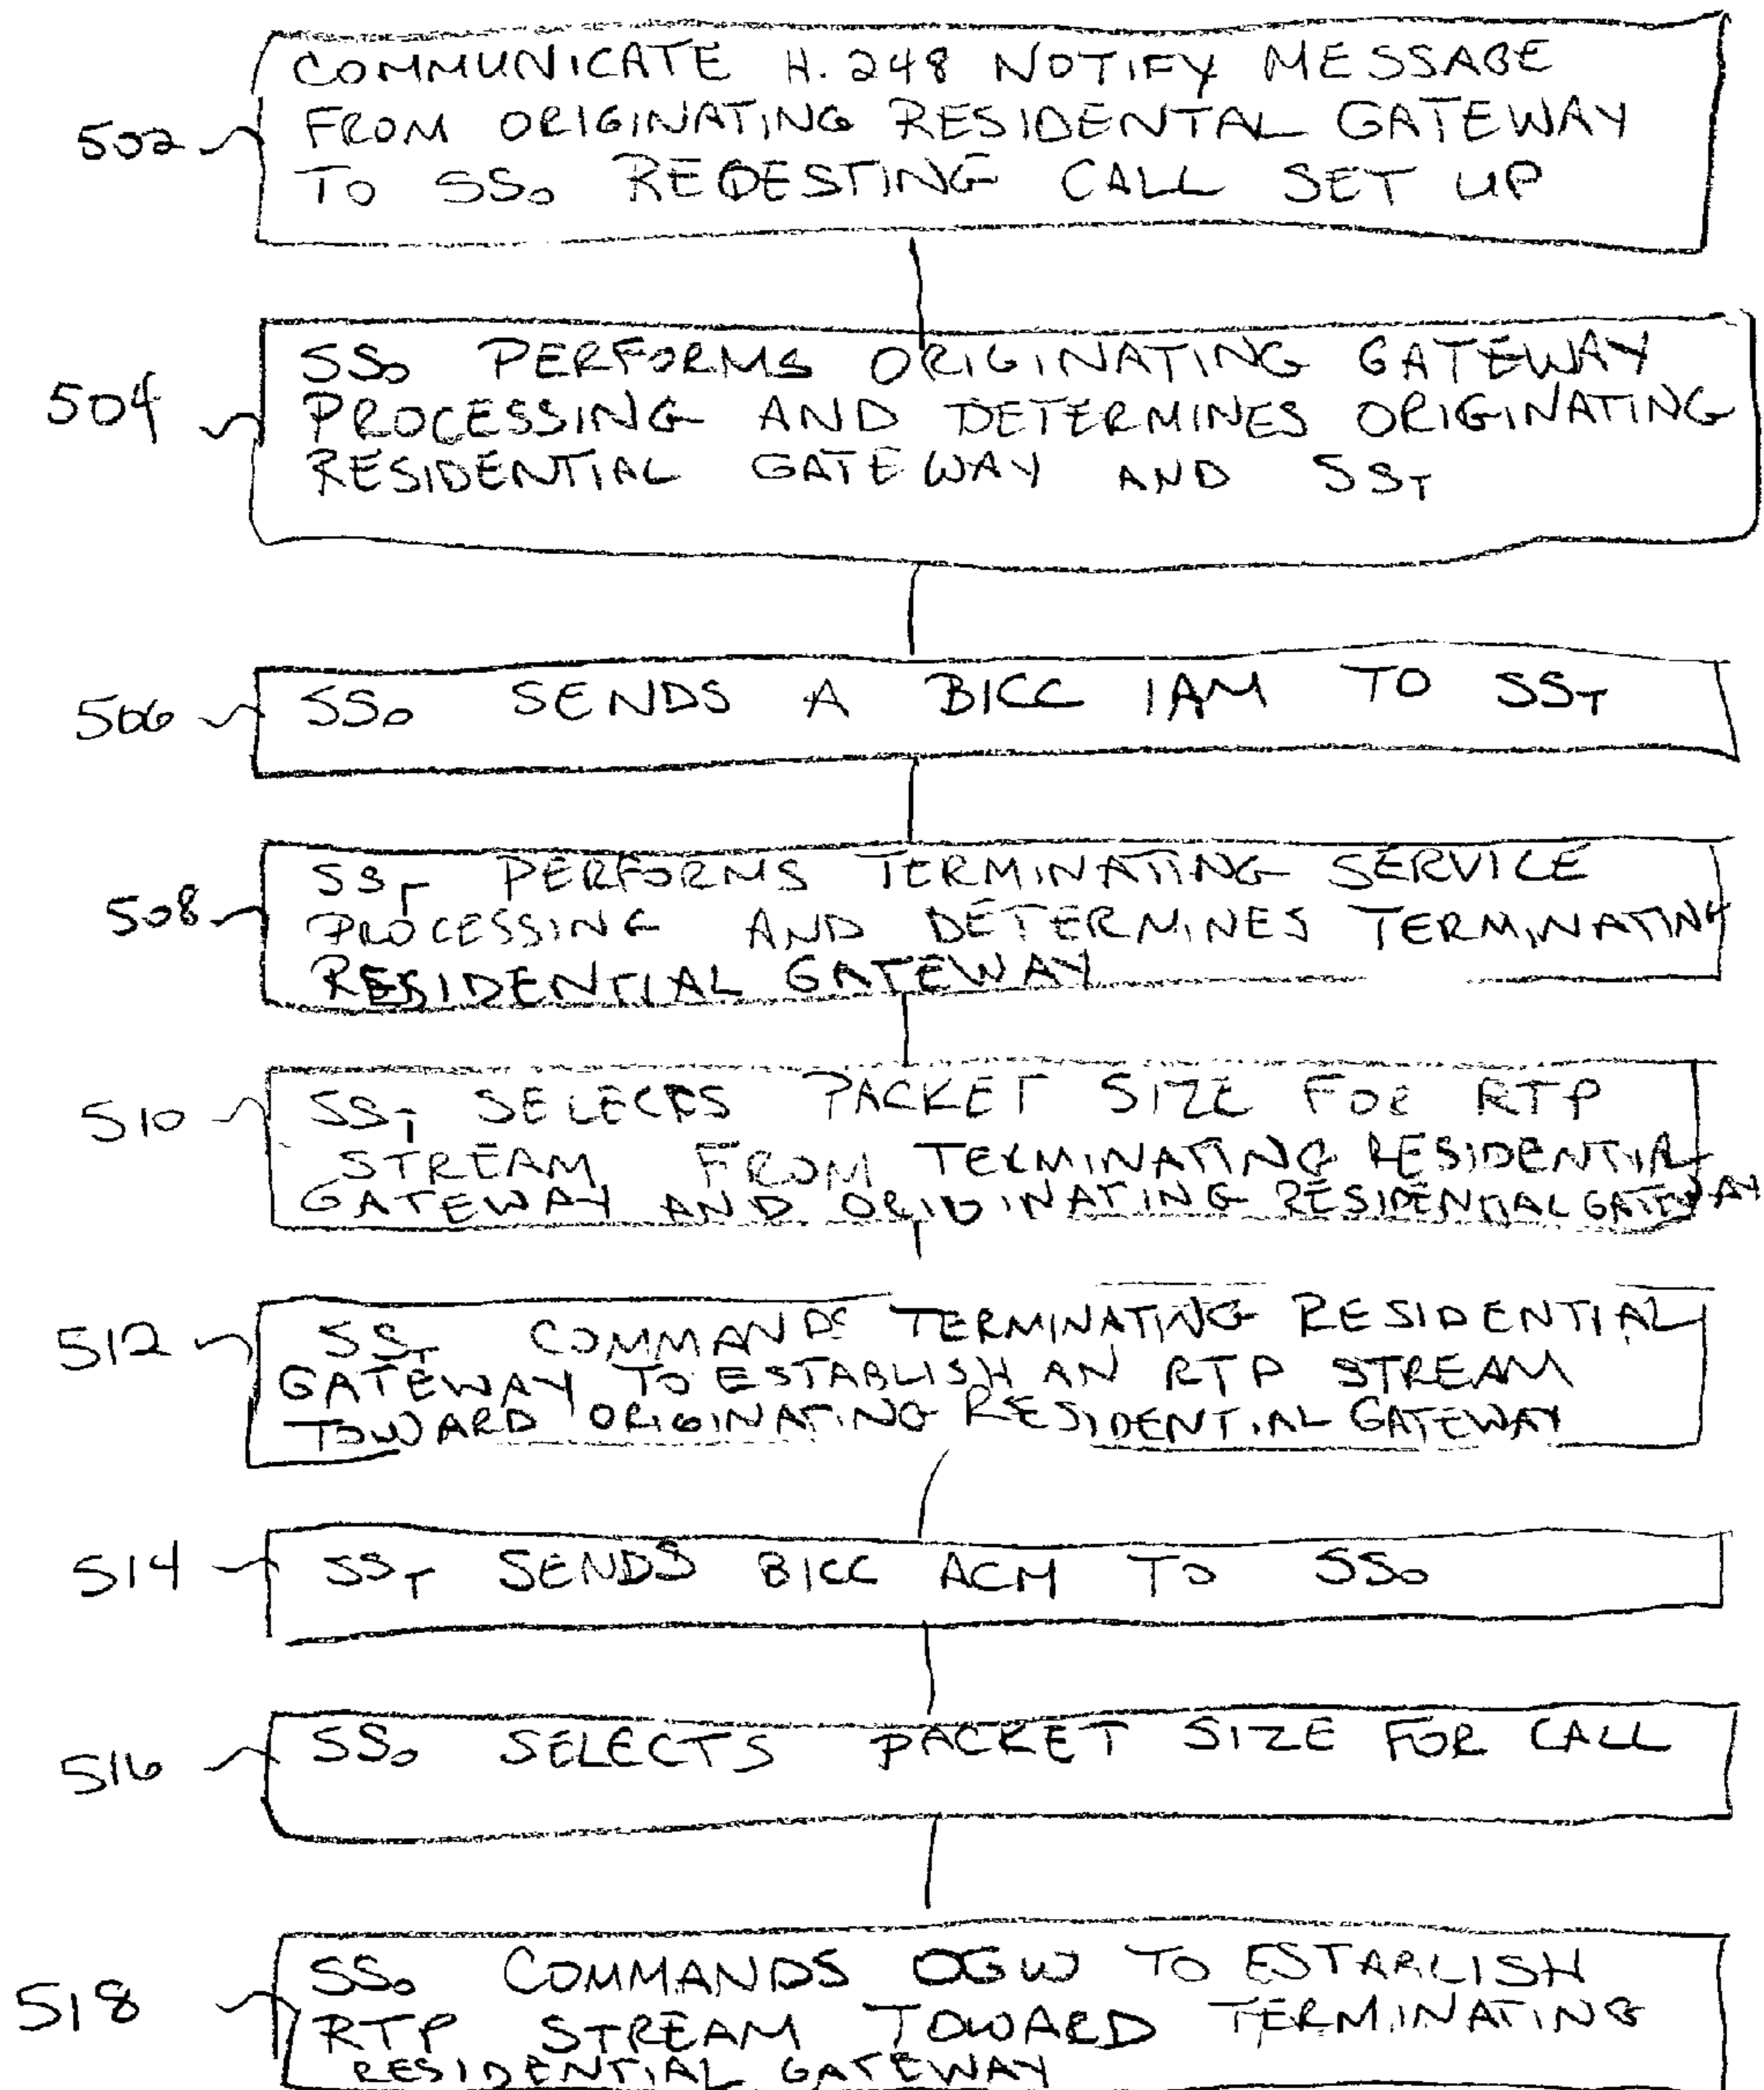 COMMUNICATE H.248 NOTIFY MESSAGE
502 FROM ORIGINATING RESIDENTAL GATEWAY
TO SSO REQESTING CALL SET UP
SSO PERFORMS ORIGINATING GATEWAY
504 PROCESSING AND DETERMINES ORIGINATING
RESIDENTIAL GATEWAY AND SST
506 SSO SENDS A BICC IAM TO SST
SST PERFORMS TERMINATING SERVICE
508 PROCESSING AND DETERMINES TERMINATING
RESIDENTIAL GATEWAY
510 SST SELECTS PACKET SIZE FOR RTP
STREAM FROM TERMINATING RESIDENTIAL
GATEWAY AND ORIGINATING RESIDENTIAL GATEWAY
512 SST COMMANDS TERMINATING RESIDENTIAL
GATEWAY TO ESTABLISH AN RTP STREAM
TOWARD ORIGINATING RESIDENTIAL GATEWAY
514 SST SENDS BICC ACM TO SSO
516 SSO SELECTS PACKET SIZE FOR CALL
SSO COMMANDS OGW TO ESTABLISH
518 RTP STREAM TOWARD TERMINATING
RESIDENTIAL GATEWAY